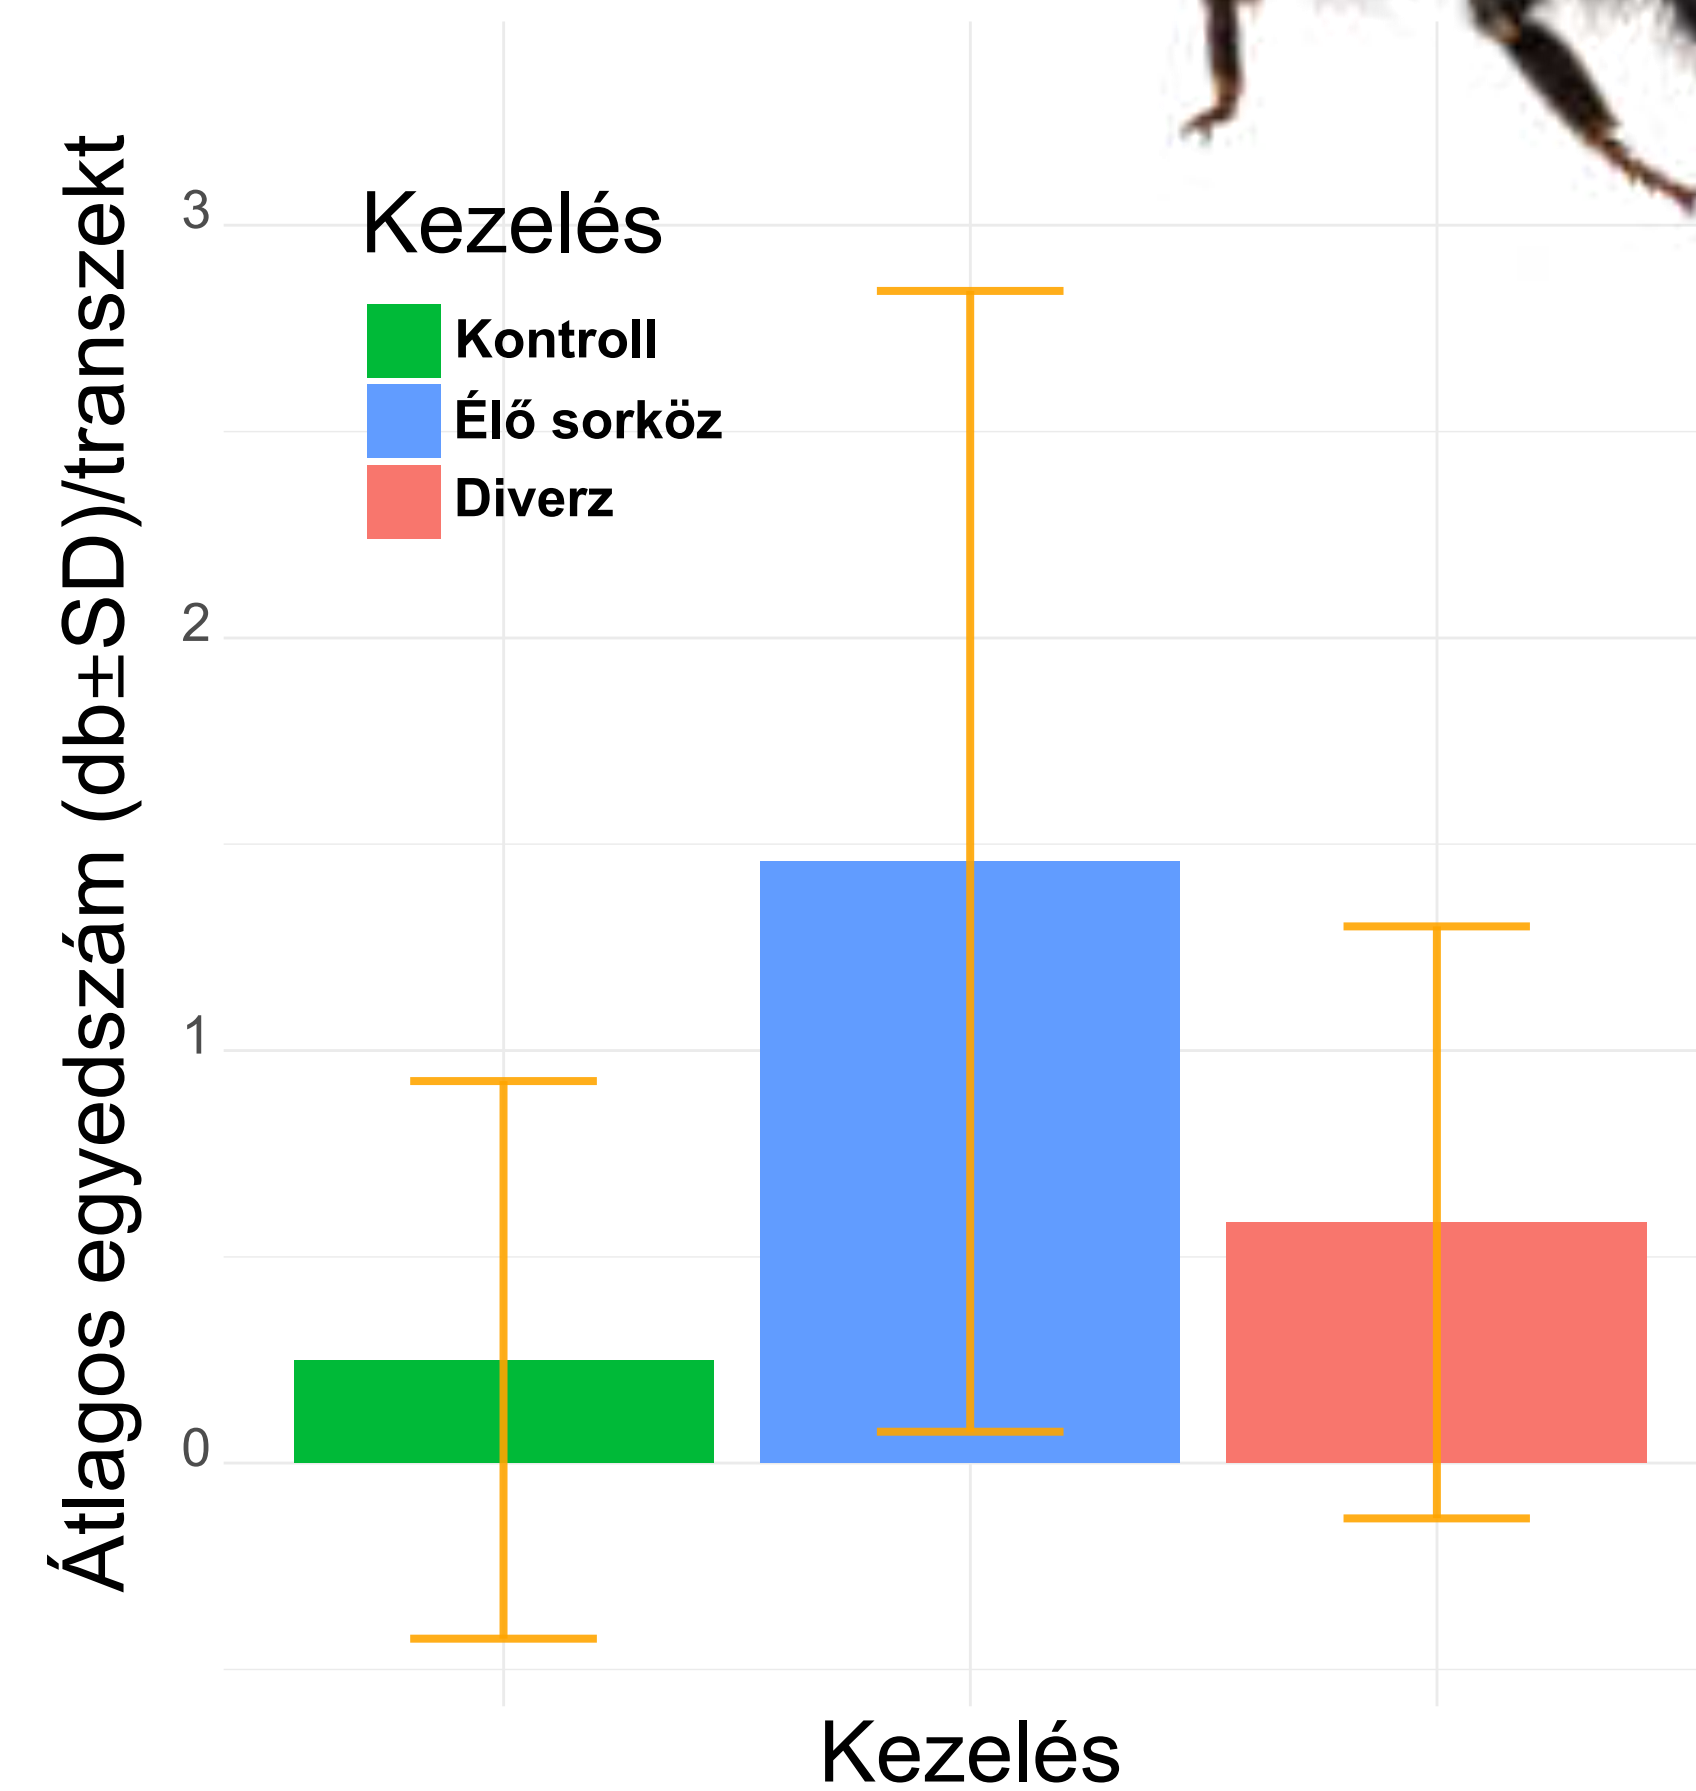 Átlagos egyedszám (db±SD)/transzekt
3
2
1
0
Kezelés
Kontroll
Élő sorköz
Diverz
Kezelés